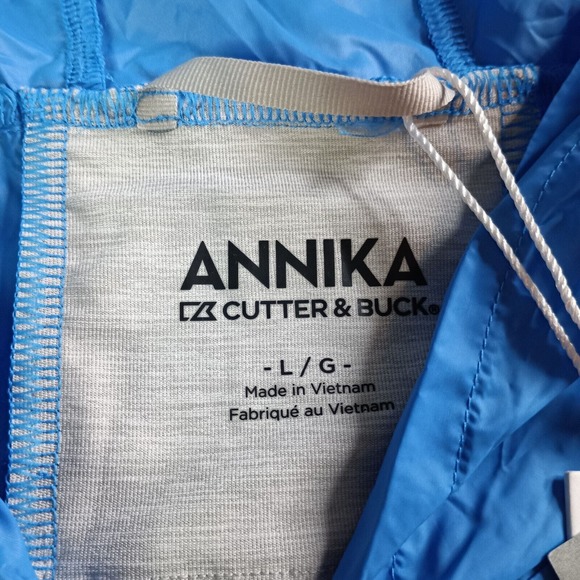 ANNIKA
CUTTER & BUCK®
- L / G -
Made in Vietnam
Fabriqué au Vietnam